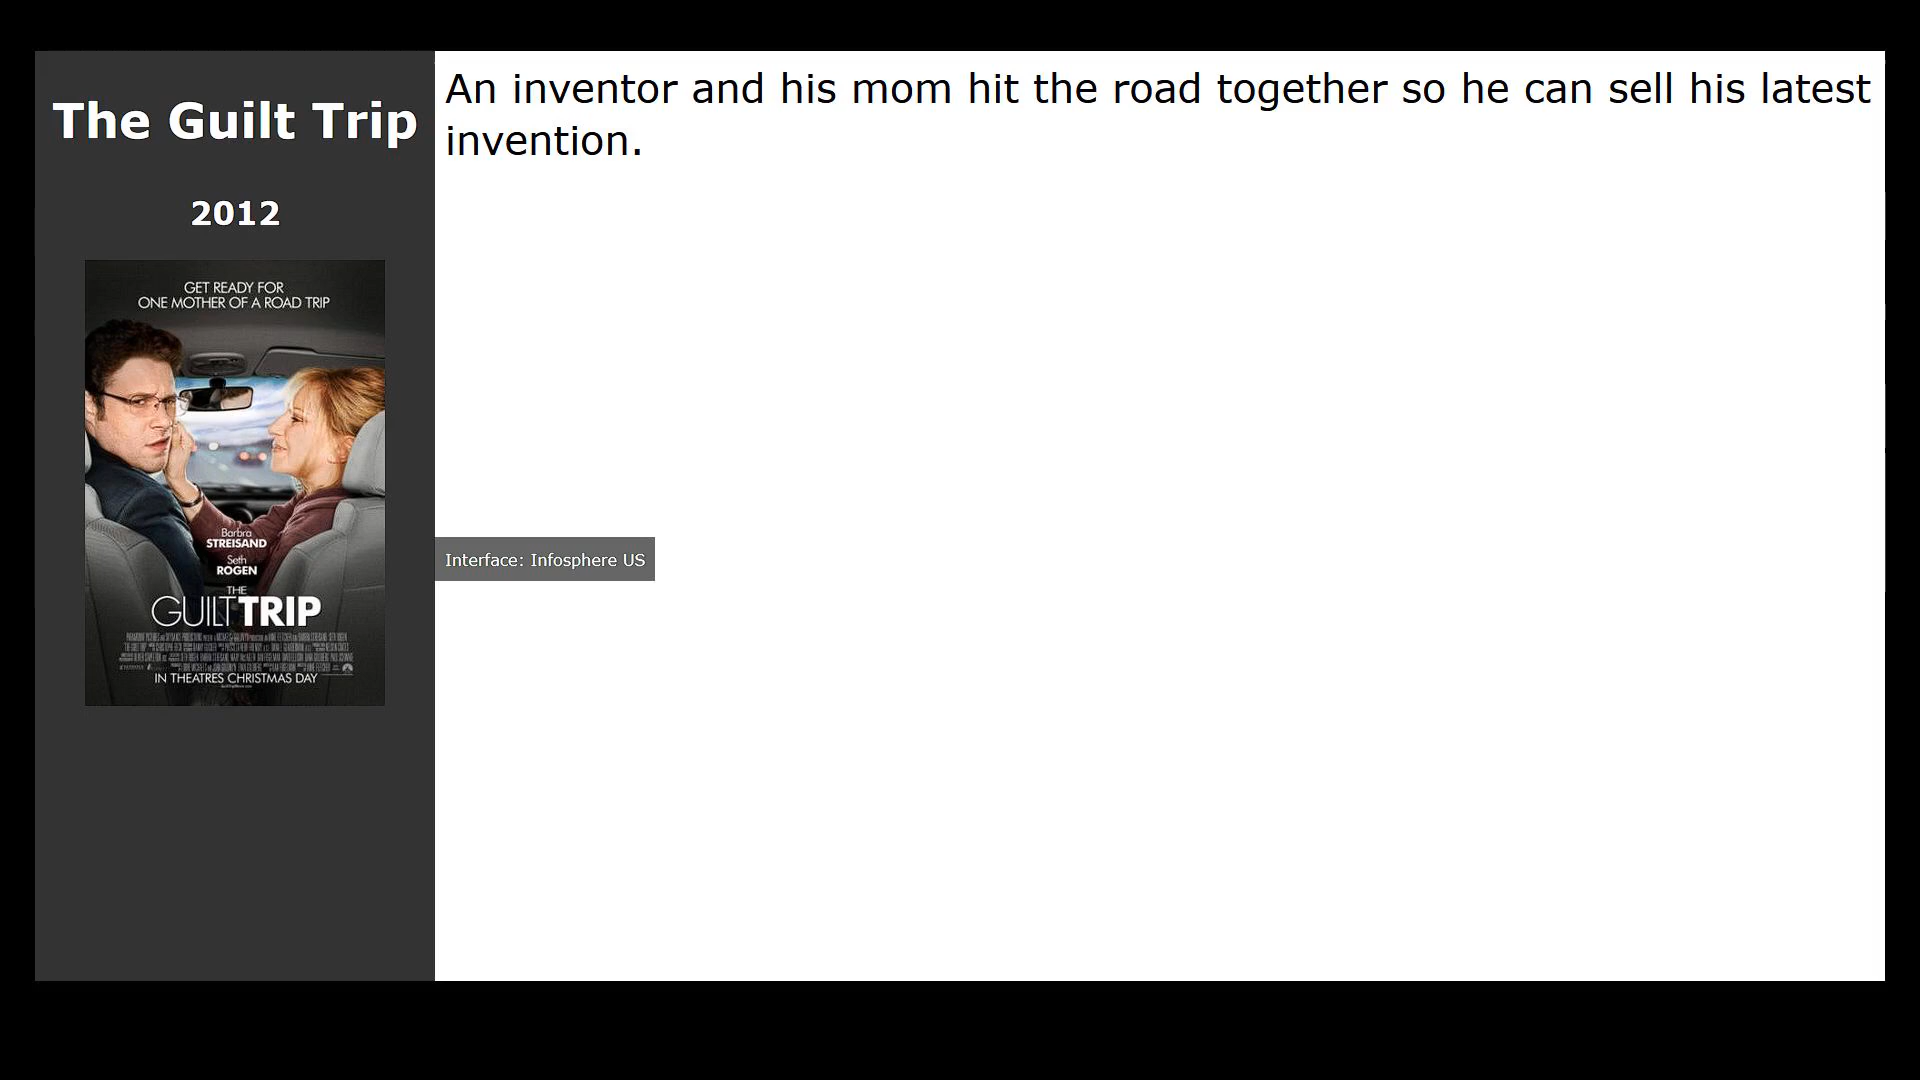 The Guilt Trip
2012
GET READY FOR
ONE MOTHER OF A ROAD TRIP
Barbra
STREISAND
Seth
ROGEN
THE
GUILT TRIP
IN THEATRES CHRISTMAS DAY
An inventor and his mom hit the road together so he can sell his latest
invention.
Interface: Infosphere US